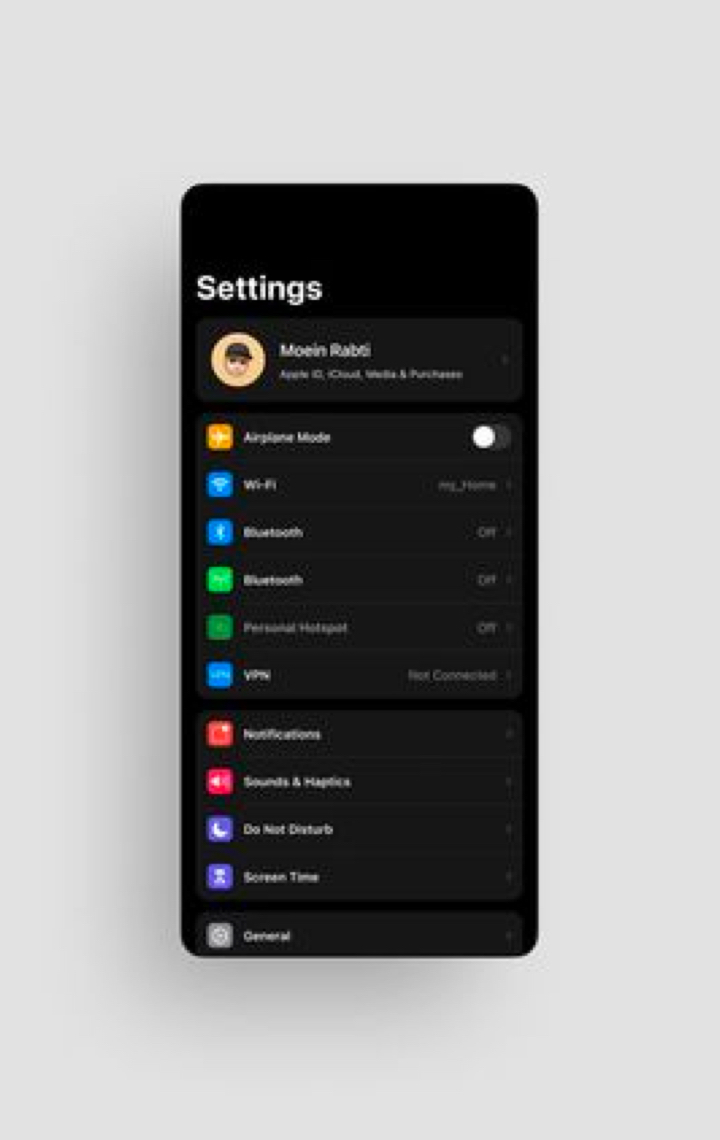 Settings
Moein Rabti
Apple ID, iCloud, Media & Purchases
Airplane Mode
Wi-Fi my_Home
Bluetooth Off
Bluetooth Off
Personal Hotspot Off
VPN VPN Not Connected
Notifications
Sounds & Haptics
Do Not Disturb
Screen Time
General